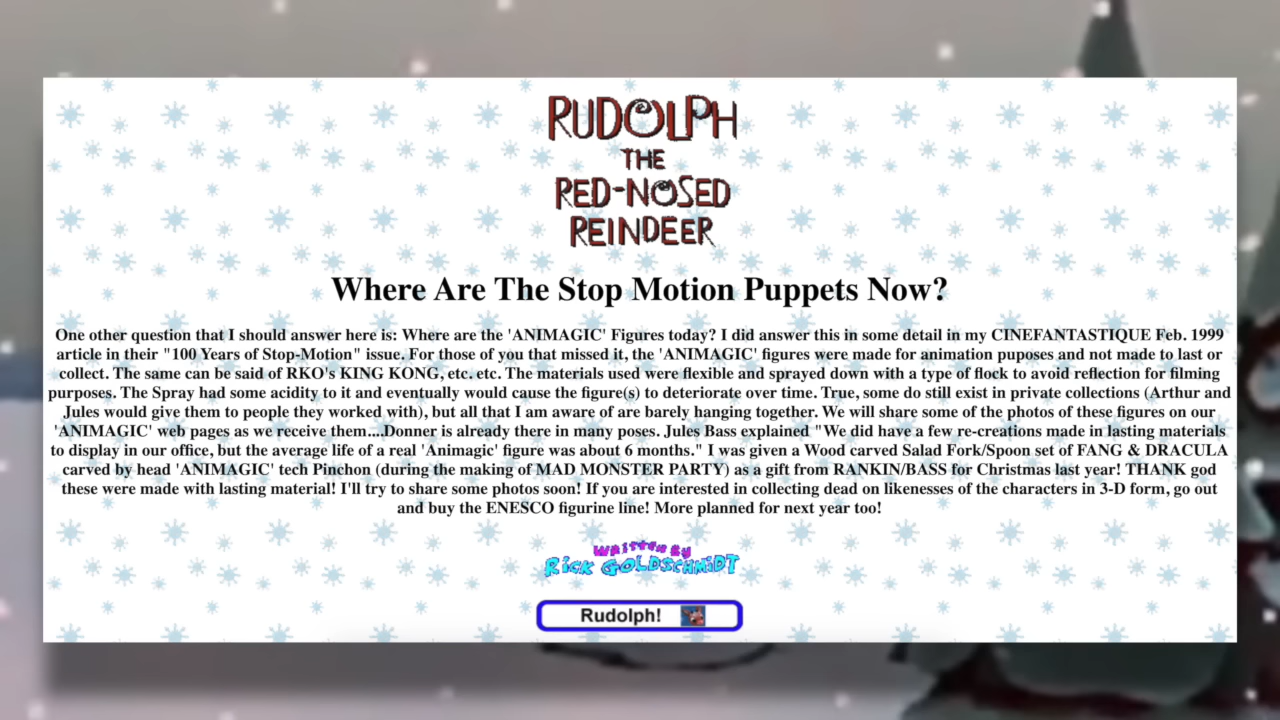 RUDOLPH
THE
RED-NOSED
REINDEER
Where Are The Stop Motion Puppets Now?
One other question that I should answer here is: Where are the 'ANIMAGIC' Figures today? I did answer this in some detail in my CINEFANTASTIQUE Feb. 1999
article in their "100 Years of Stop-Motion" issue. For those of you that missed it, the 'ANIMAGIC' figures were made for animation puposes and not made to last or
collect. The same can be said of RKO's KING KONG, etc. etc. The materials used were flexible and sprayed down with a type of flock to avoid reflection for filming
purposes. The Spray had some acidity to it and eventually would cause the figure(s) to deteriorate over time. True, some do still exist in private collections (Arthur and
Jules would give them to people they worked with), but all that I am aware of are barely hanging together. We will share some of the photos of these figures on our
'ANIMAGIC' web pages as we receive them....Donner is already there in many poses. Jules Bass explained "We did have a few re-creations made in lasting materials
to display in our office, but the average life of a real 'Animagic' figure was about 6 months." I was given a Wood carved Salad Fork/Spoon set of FANG & DRACULA
carved by head 'ANIMAGIC' tech Pinchon (during the making of MAD MONSTER PARTY) as a gift from RANKIN/BASS for Christmas last year! THANK god
these were made with lasting material! I'll try to share some photos soon! If you are interested in collecting dead on likenesses of the characters in 3-D form, go out
and buy the ENESCO figurine line! More planned for next year too!
WRITTEN BY
RICK GOLDSCHMIDT
Rudolph!